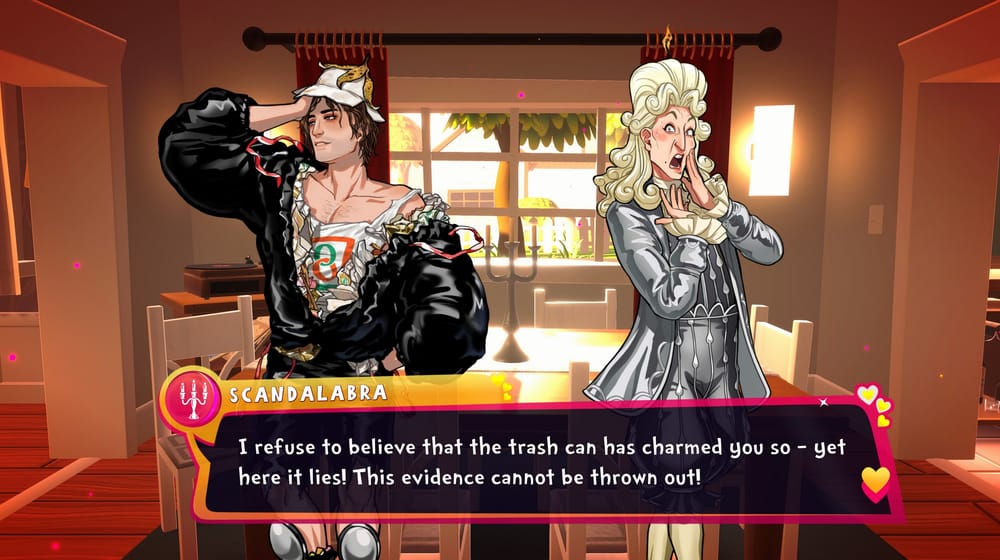 SCANDALABRA
I refuse to believe that the trash can has charmed you so – yet
here it lies! This evidence cannot be thrown out!